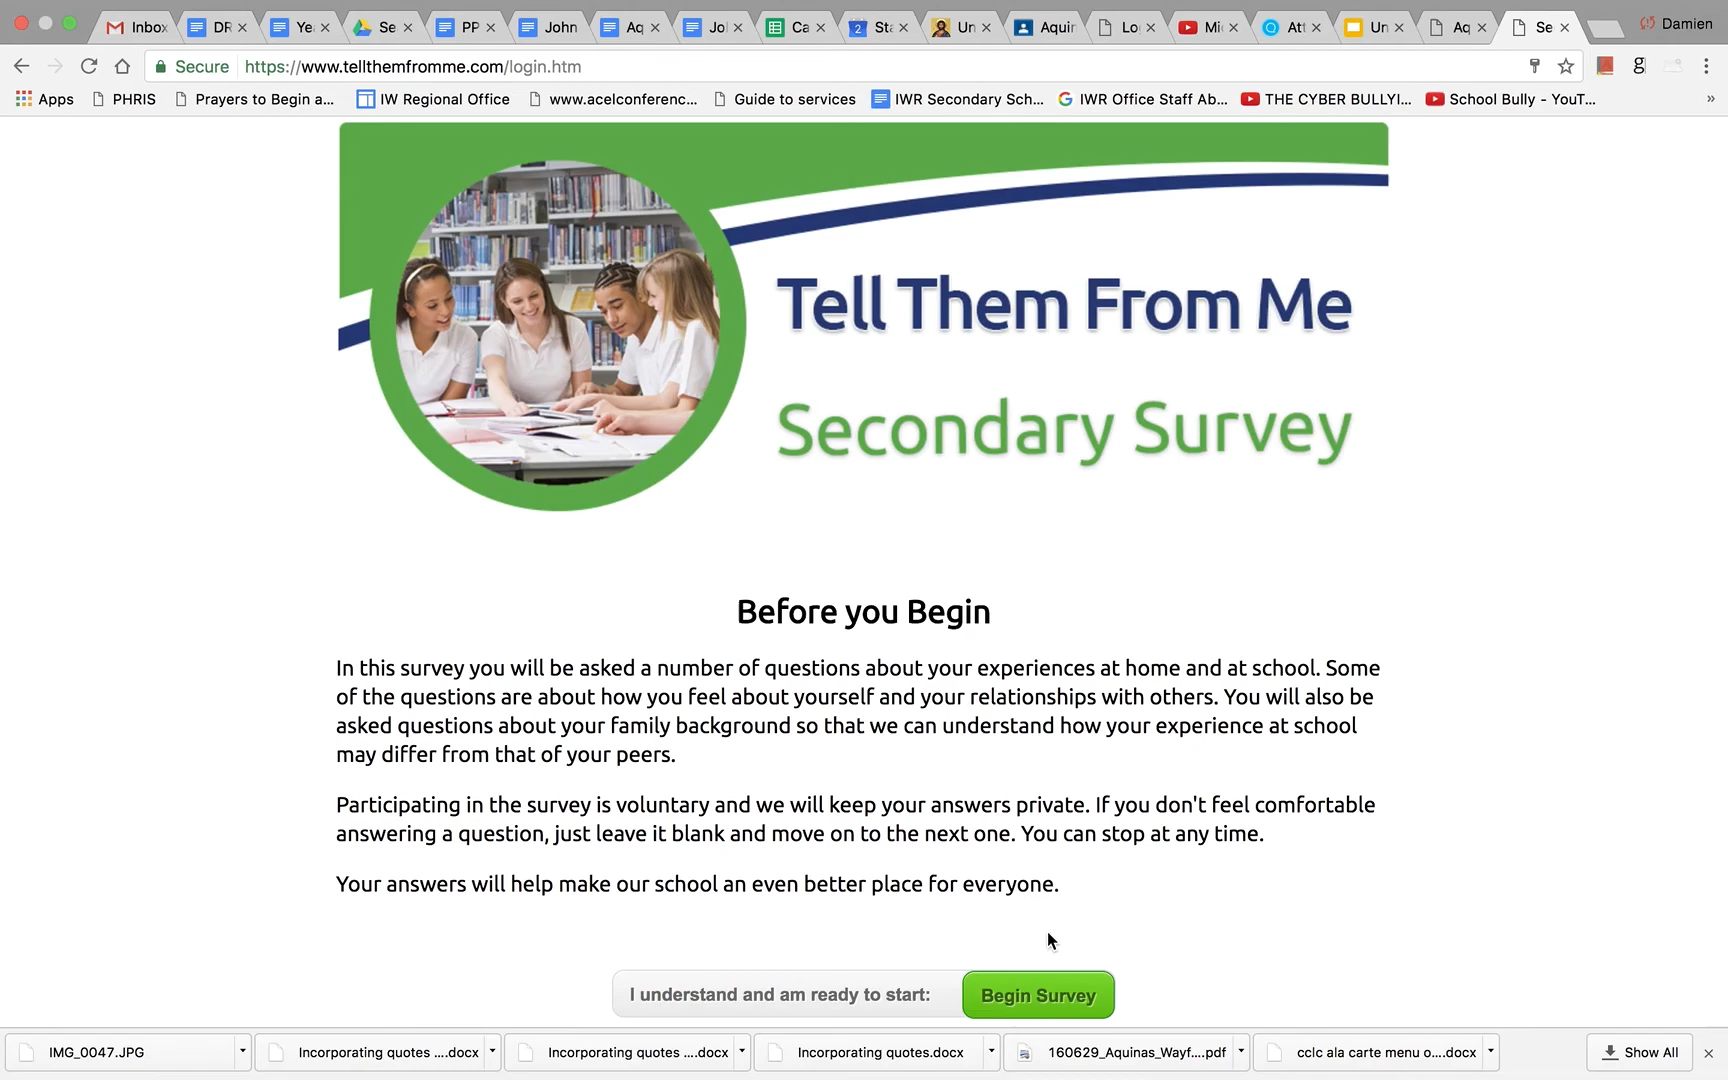 Inbox
DR
Yea
Se
PP
John
Aq
Jol
Ca
2
Sta
Un
Aquin
Lo
Mic
Att
Un
Aq
Se
Damien
Secure
https://www.tellthemfromme.com/login.htm
g
Apps
PHRIS
Prayers to Begin a...
IW Regional Office
www.acelconferenc...
Guide to services
IWR Secondary Sch...
IWR Office Staff Ab...
THE CYBER BULLYI...
School Bully - YouT...
»
Tell Them From Me
Secondary Survey
Before you Begin
In this survey you will be asked a number of questions about your experiences at home and at school. Some
of the questions are about how you feel about yourself and your relationships with others. You will also be
asked questions about your family background so that we can understand how your experience at school
may differ from that of your peers.
Participating in the survey is voluntary and we will keep your answers private. If you don't feel comfortable
answering a question, just leave it blank and move on to the next one. You can stop at any time.
Your answers will help make our school an even better place for everyone.
I understand and am ready to start:
Begin Survey
IMG_0047.JPG
Incorporating quotes ....docx
Incorporating quotes ....docx
Incorporating quotes.docx
160629_Aquinas_Wayf....pdf
cclc ala carte menu o....docx
Show All